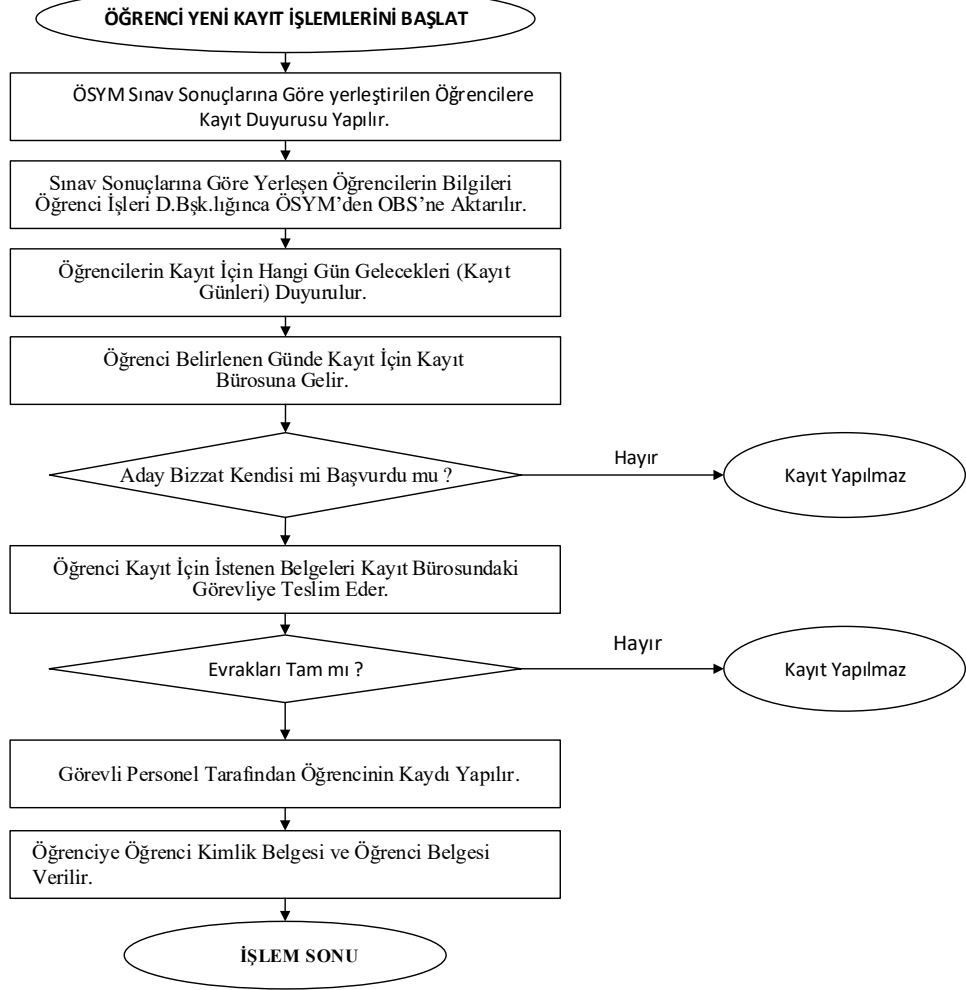 ÖĞRENCİ YENİ KAYIT İŞLEMLERİNİ BAŞLAT
ÖSYM Sınav Sonuçlarına Göre yerleştirilen Öğrencilere
Kayıt Duyurusu Yapılır.
Sınav Sonuçlarına Göre Yerleşen Öğrencilerin Bilgileri
Öğrenci İşleri D.Bşk.lığınca ÖSYM’den OBS’ne Aktarılır.
Öğrencilerin Kayıt İçin Hangi Gün Gelecekleri (Kayıt
Günleri) Duyurulur.
Öğrenci Belirlenen Günde Kayıt İçin Kayıt
Bürosuna Gelir.
Aday Bizzat Kendisi mi Başvurdu mu ?
Hayır
Kayıt Yapılmaz
Öğrenci Kayıt İçin İstenen Belgeleri Kayıt Bürosundaki
Görevliye Teslim Eder.
Evrakları Tam mı ?
Hayır
Kayıt Yapılmaz
Görevli Personel Tarafından Öğrencinin Kaydı Yapılır.
Öğrenciye Öğrenci Kimlik Belgesi ve Öğrenci Belgesi
Verilir.
İŞLEM SONU